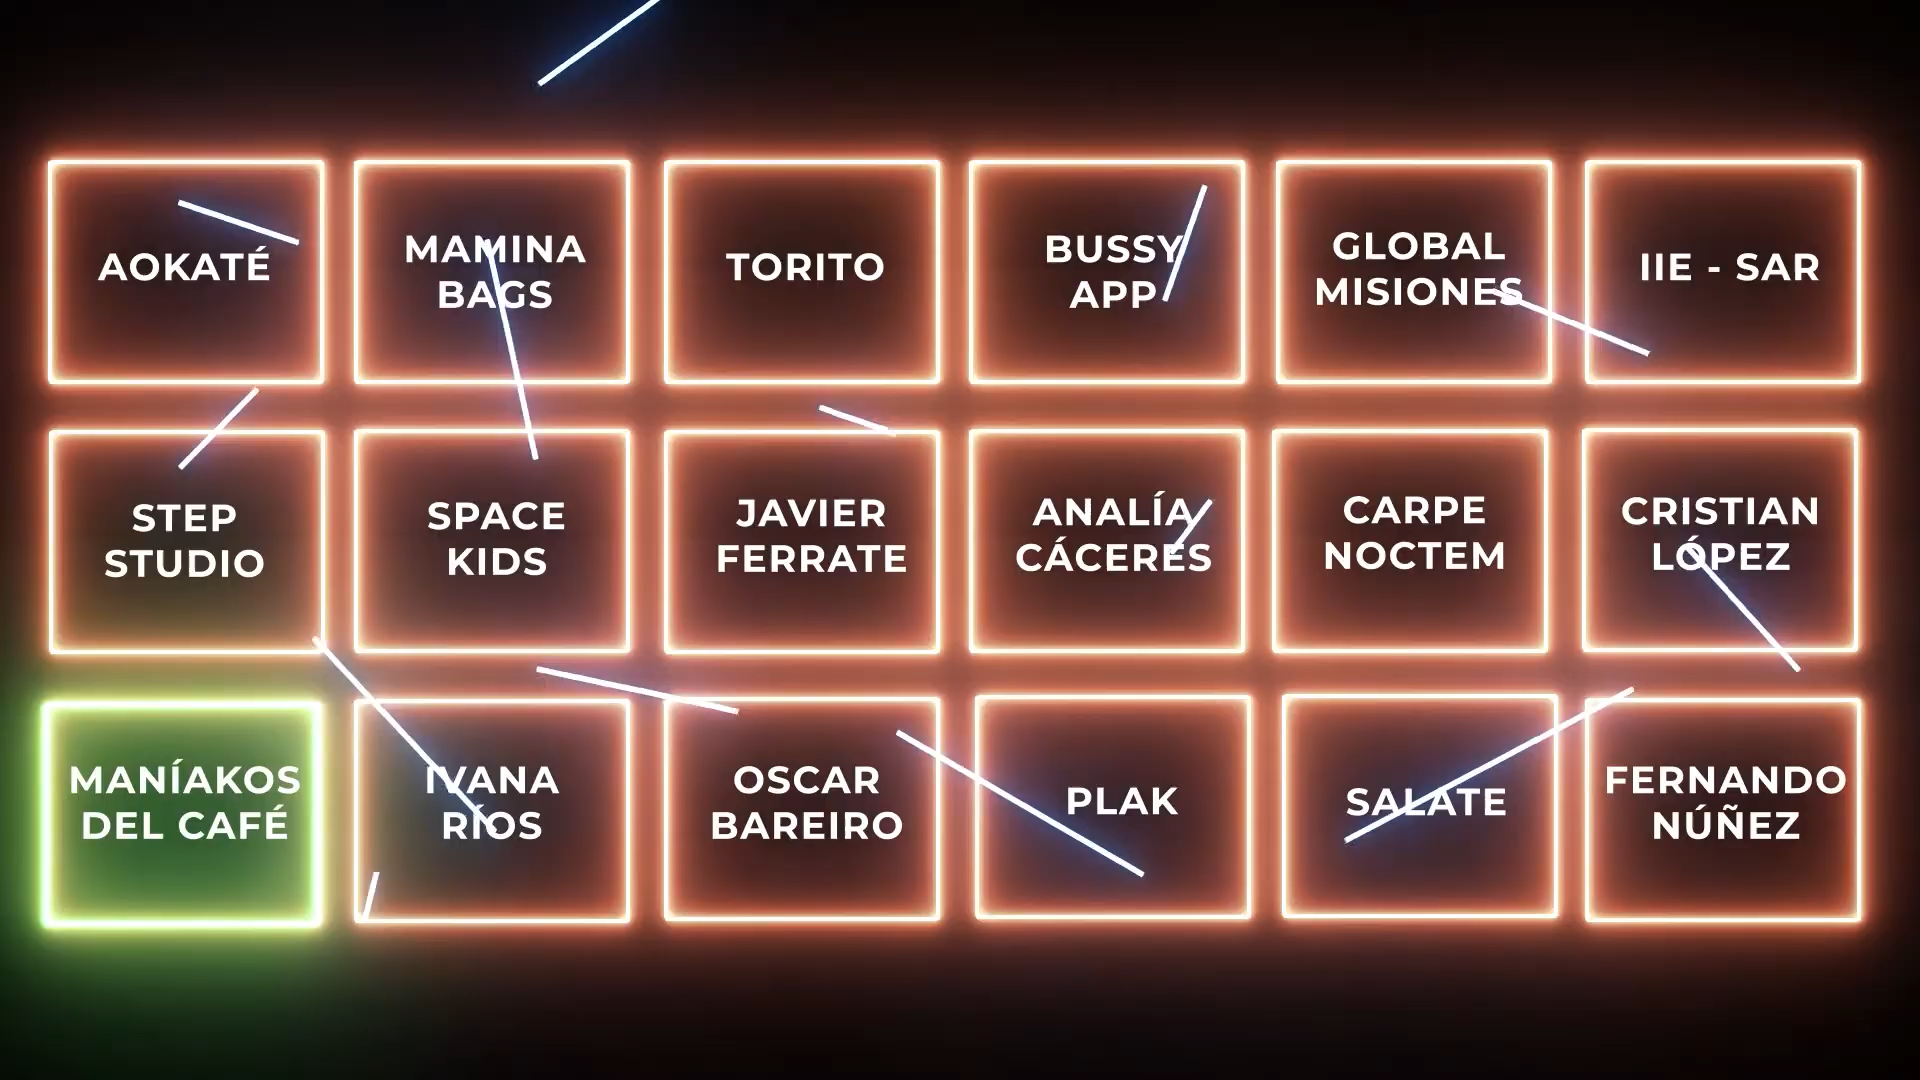 AOKATÉ
MAMINA
BAGS
TORITO
BUSSY
APP
GLOBAL
MISIONES
IIE - SAR
STEP
STUDIO
SPACE
KIDS
JAVIER
FERRATE
ANALÍA
CÁCERES
CARPE
NOCTEM
CRISTIAN
LÓPEZ
MANÍAKOS
DEL CAFÉ
IVANA
RÍOS
OSCAR
BAREIRO
PLAK
SALATE
FERNANDO
NÚÑEZ